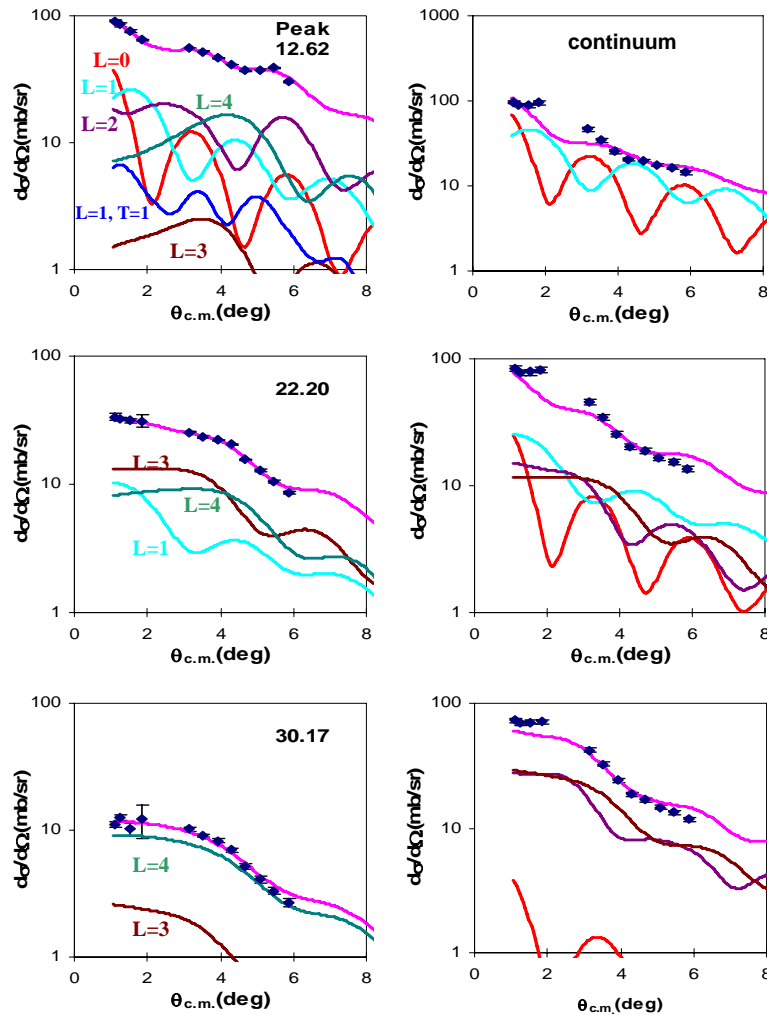 100
10
1
dσ/dΩ(mb/sr)
Peak
12.62
L=0
L=1
L=2
L=4
L=1, T=1
L=3
0 2 4 6 8
θc.m.(deg)
1000
100
10
1
dσ/dΩ(mb/sr)
continuum
0 2 4 6 8
θc.m.(deg)
100
10
1
dσ/dΩ(mb/sr)
22.20
L=3
L=4
L=1
0 2 4 6 8
θc.m.(deg)
100
10
1
dσ/dΩ(mb/sr)
0 2 4 6 8
θc.m.(deg)
100
10
1
dσ/dΩ(mb/sr)
30.17
L=4
L=3
0 2 4 6 8
θc.m.(deg)
100
10
1
dσ/dΩ(mb/sr)
0 2 4 6 8
θc.m.(deg)